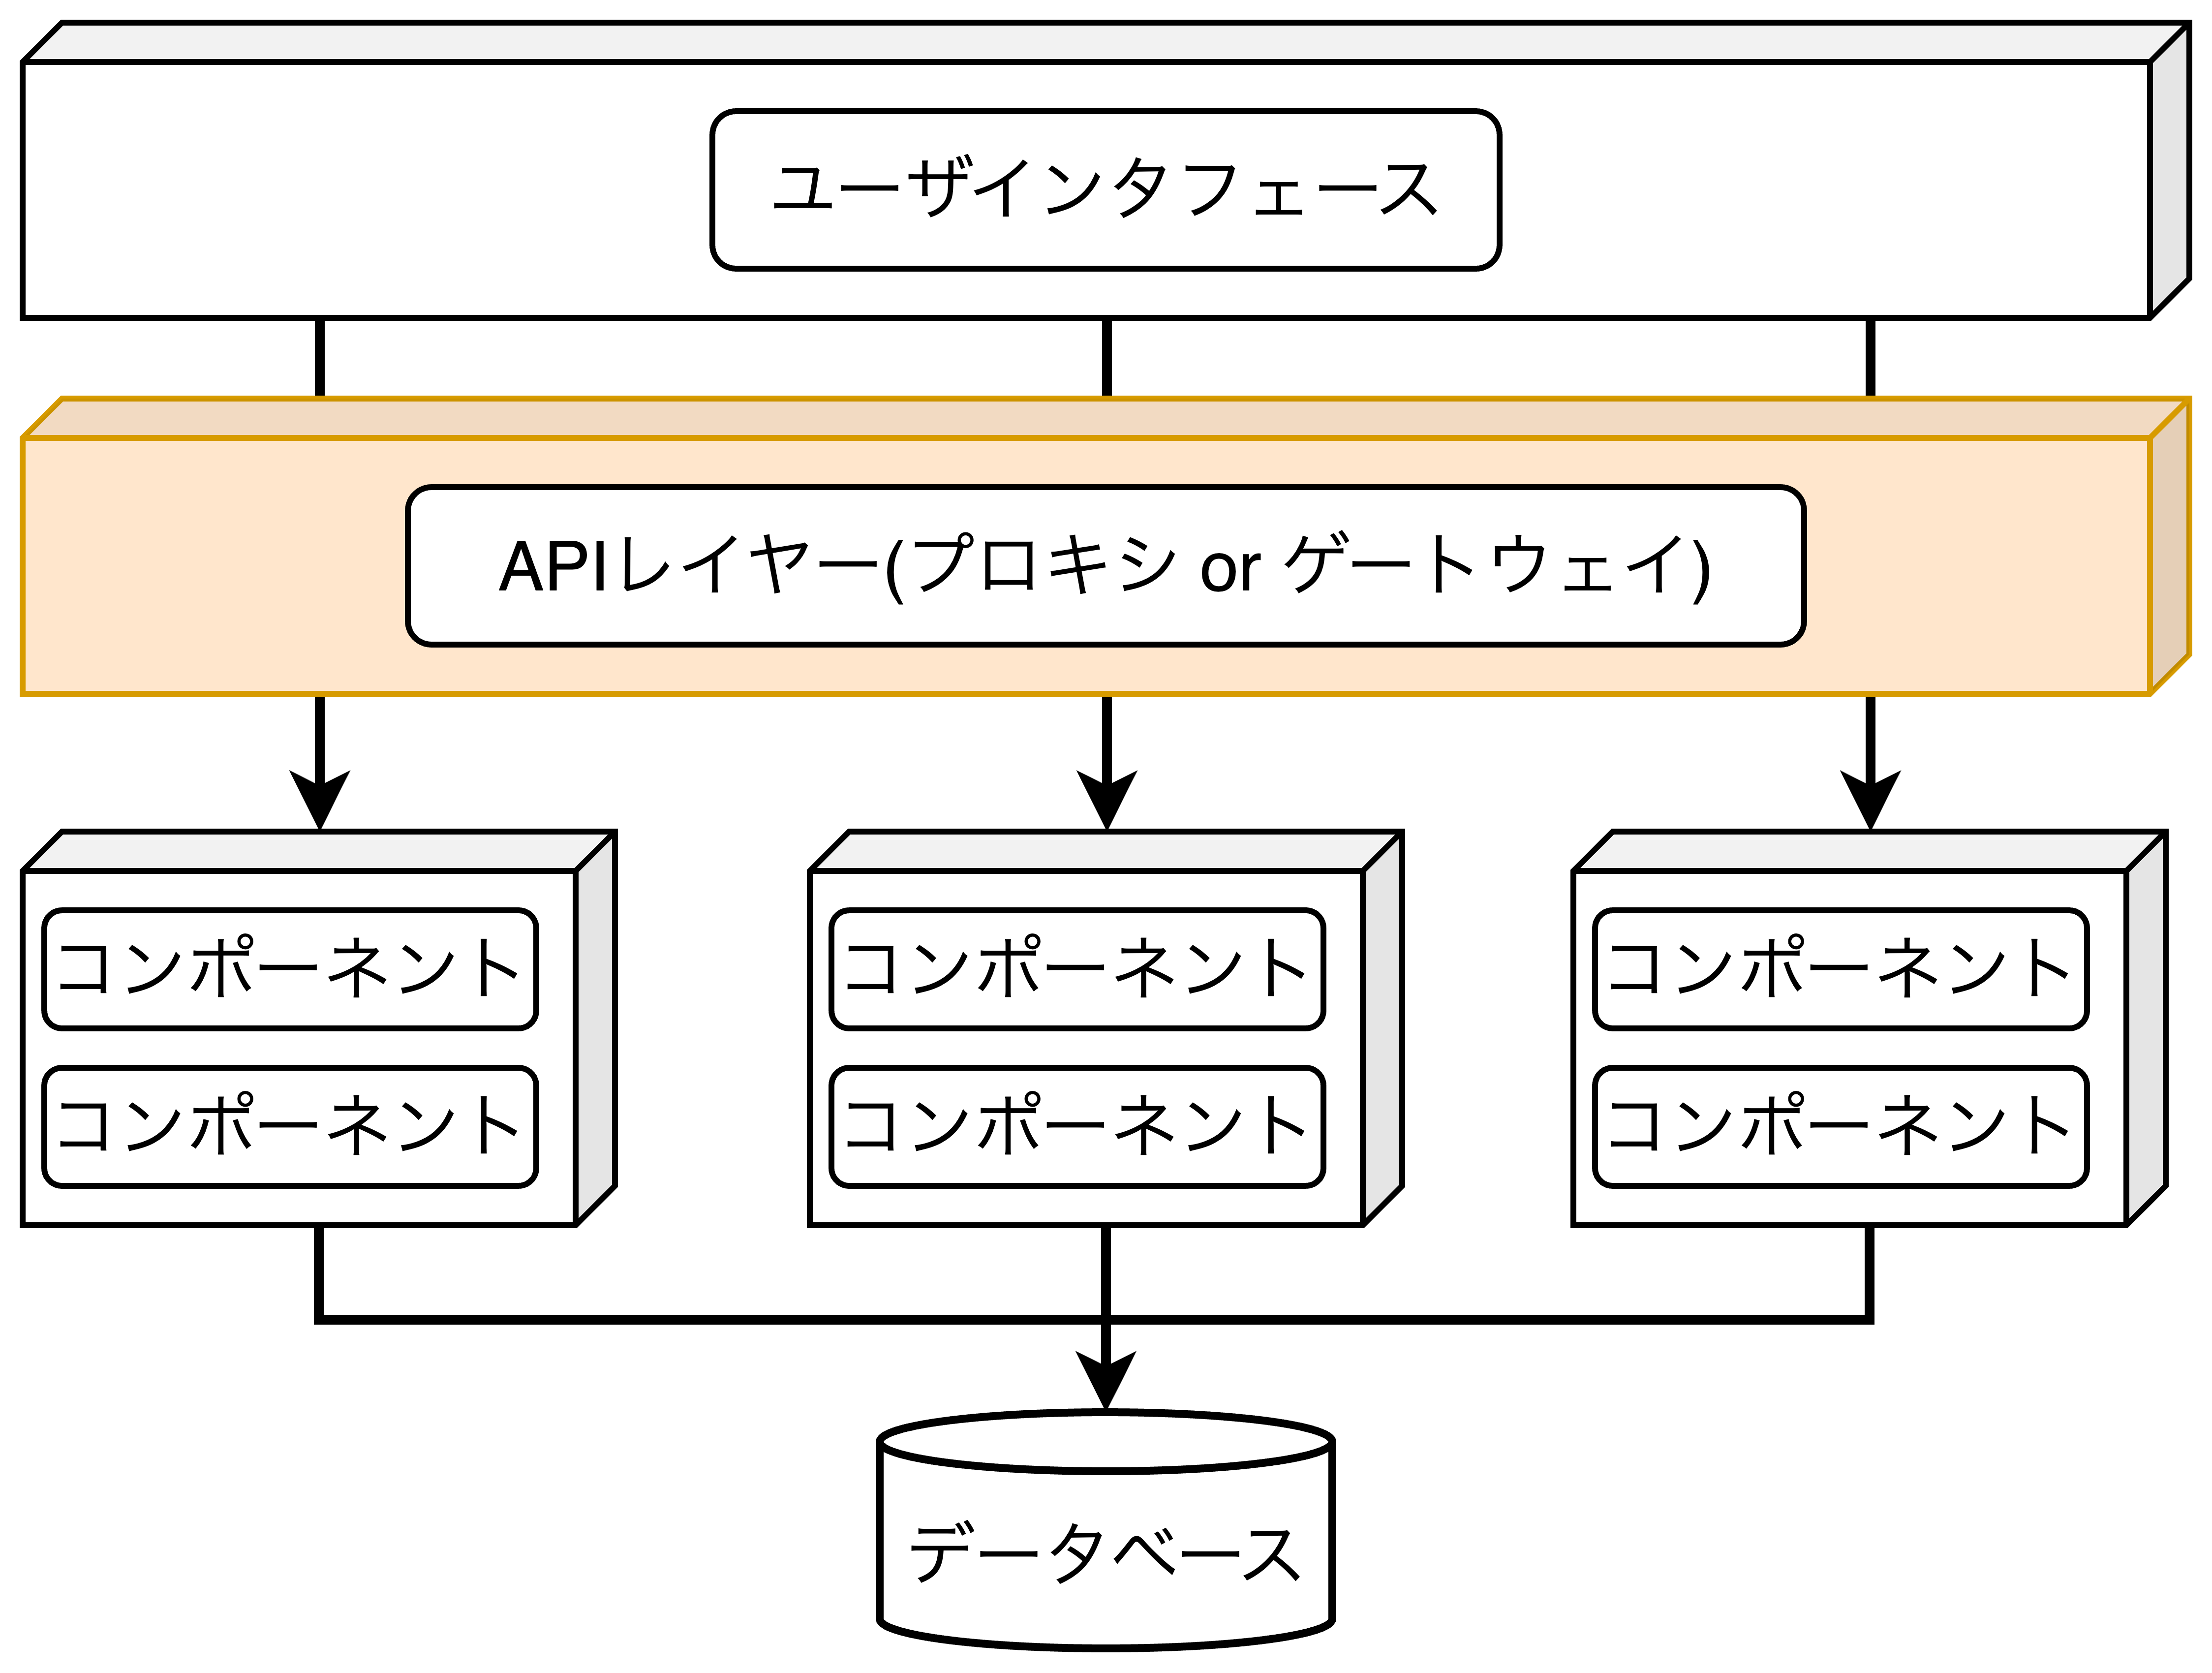 ユーザインタフェース
APIレイヤー(プロキシ or ゲートウェイ)
コンポーネント
コンポーネント
コンポーネント
コンポーネント
コンポーネント
コンポーネント
データベース